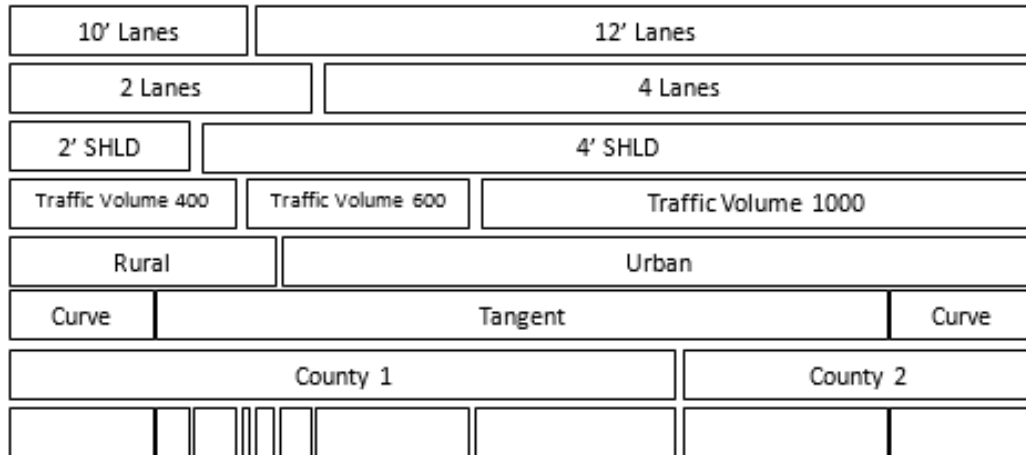 10’ Lanes 12’ Lanes
2 Lanes 4 Lanes
2’ SHLD 4’ SHLD
Traffic Volume 400 Traffic Volume 600 Traffic Volume 1000
Rural Urban
Curve Tangent Curve
County 1 County 2